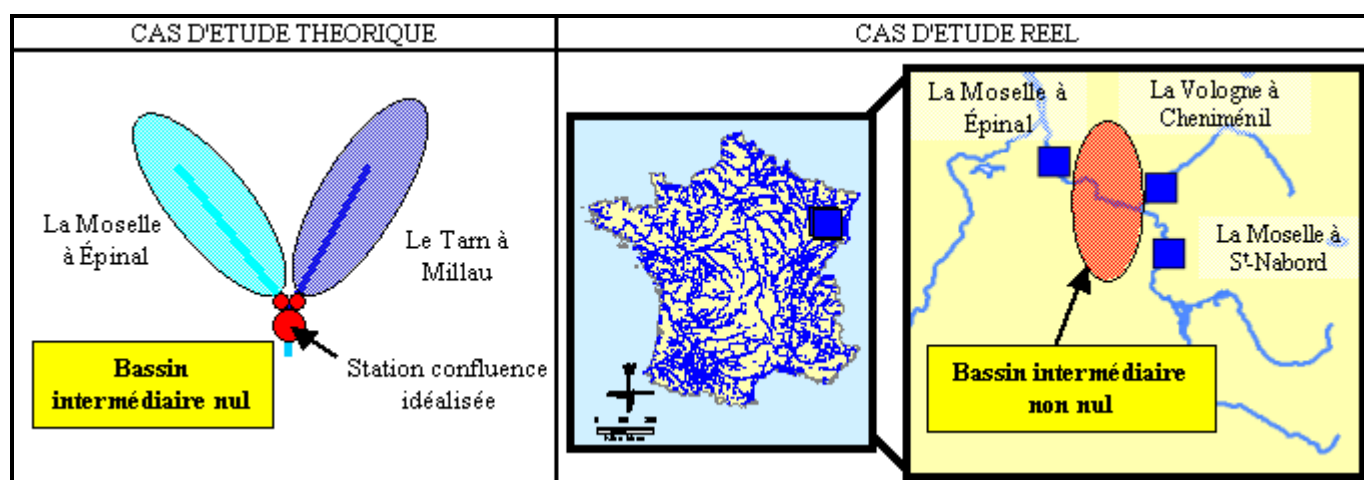 CAS D'ETUDE THEORIQUE
CAS D'ETUDE REEL
La Moselle
à Épinal
Le Tarn à
Millau
Bassin
intermédiaire nul
Station confluence
idéalisée
La Moselle à
Épinal
La Vologne à
Cheniménil
La Moselle à
St-Nabord
Bassin intermédiaire
non nul